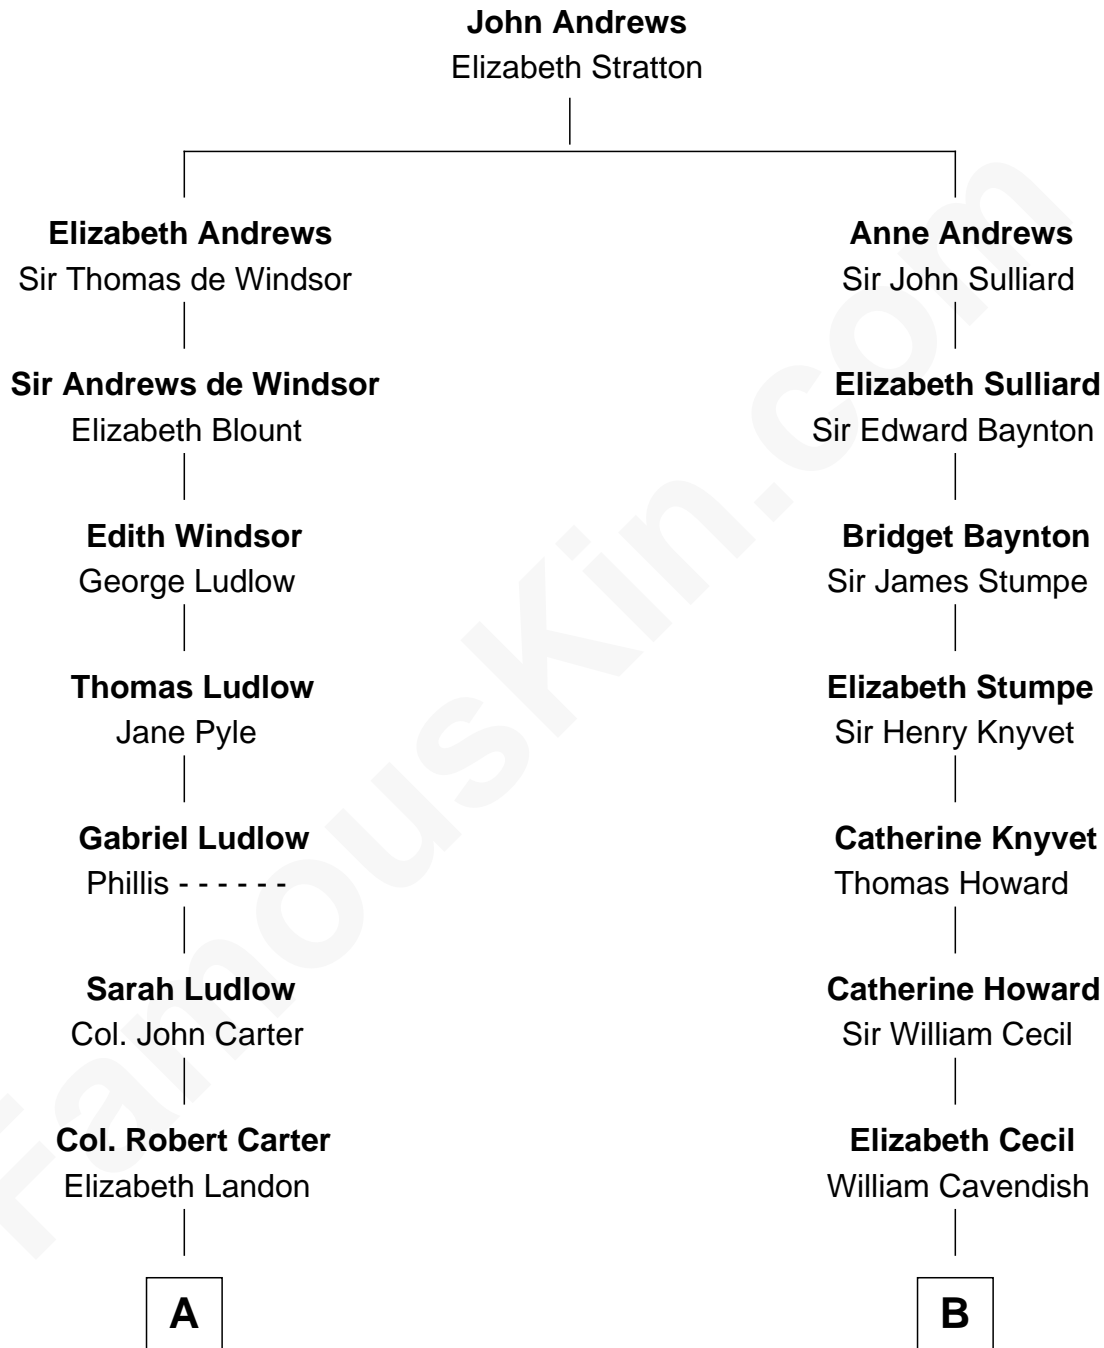 John Andrews
Elizabeth Stratton
Elizabeth Andrews
Sir Thomas de Windsor
Anne Andrews
Sir John Sulliard
Sir Andrews de Windsor
Elizabeth Blount
Elizabeth Sulliard
Sir Edward Baynton
Edith Windsor
George Ludlow
Bridget Baynton
Sir James Stumpe
Thomas Ludlow
Jane Pyle
Elizabeth Stumpe
Sir Henry Knyvet
Gabriel Ludlow
Phillis - - - - - -
Catherine Knyvet
Thomas Howard
Sarah Ludlow
Col. John Carter
Catherine Howard
Sir William Cecil
Col. Robert Carter
Elizabeth Landon
Elizabeth Cecil
William Cavendish
A
B
FamousKin.com